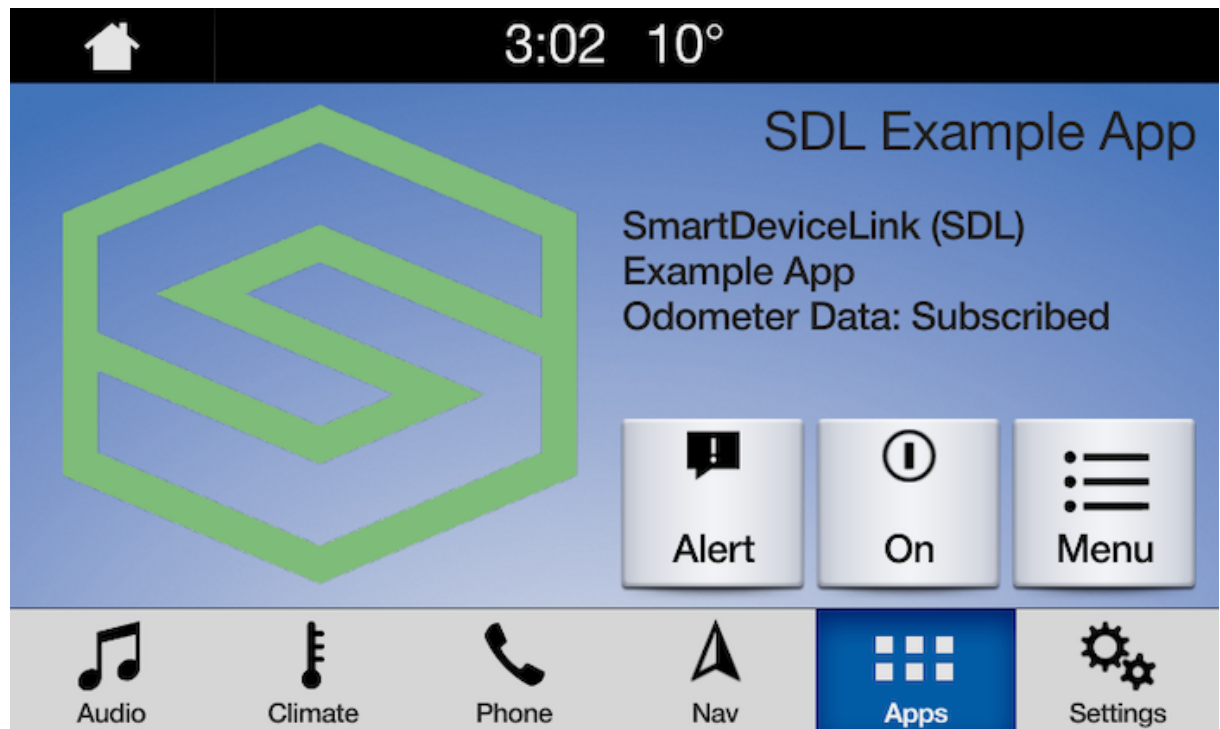 3:02 10°
SDL Example App
SmartDeviceLink (SDL)
Example App
Odometer Data: Subscribed
Alert On Menu
Audio Climate Phone Nav Apps Settings